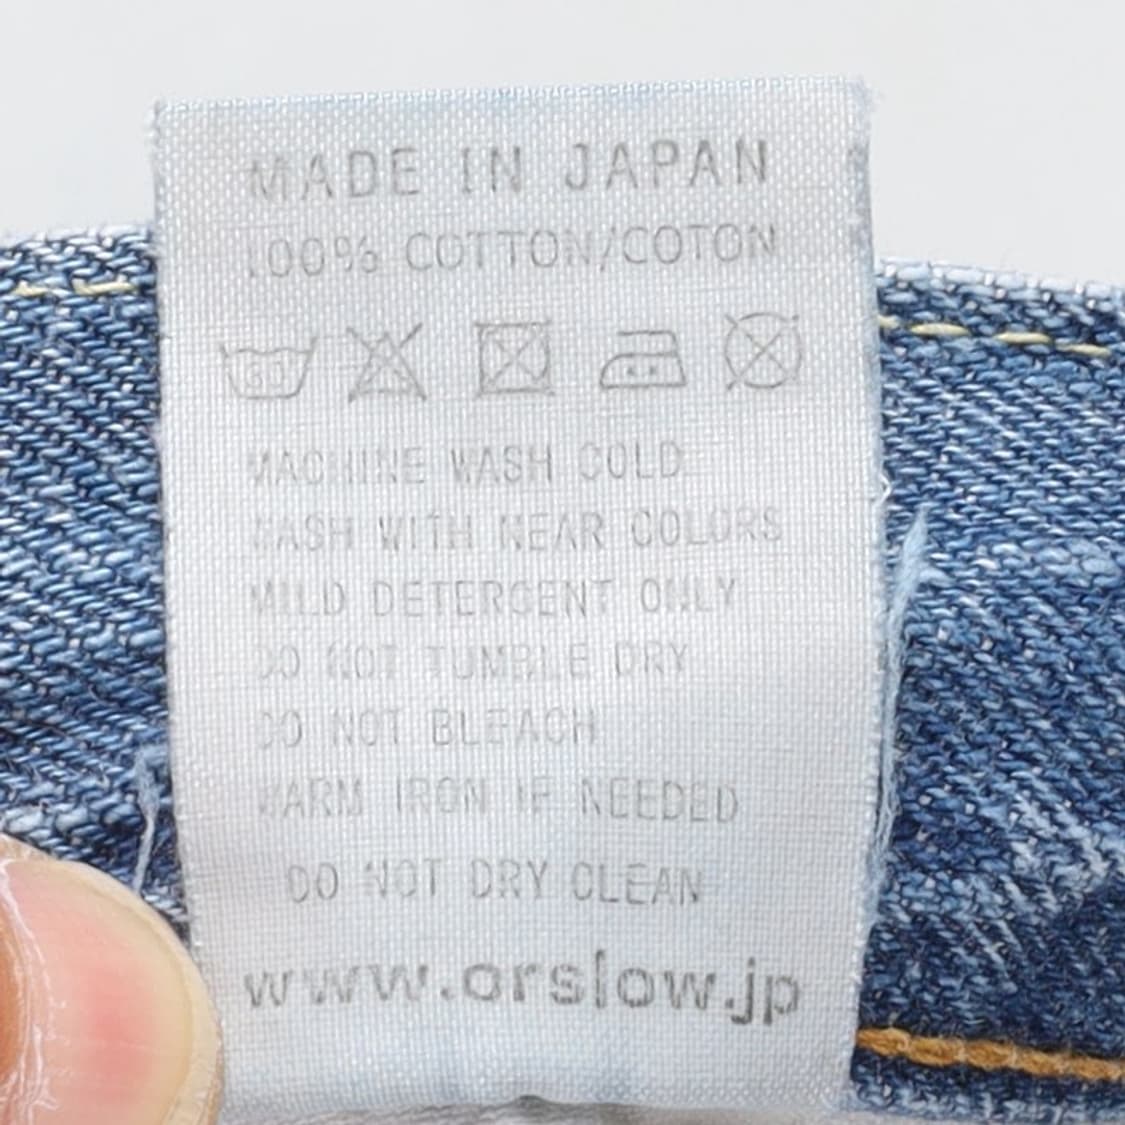 MADE IN JAPAN
100% COTTON/COTON
MACHINE WASH COLD
WASH WITH NEAR COLORS
MILD DETERGENT ONLY
DO NOT TUMBLE DRY
DO NOT BLEACH
WARM IRON IF NEEDED
DO NOT DRY CLEAN
www.orslow.jp